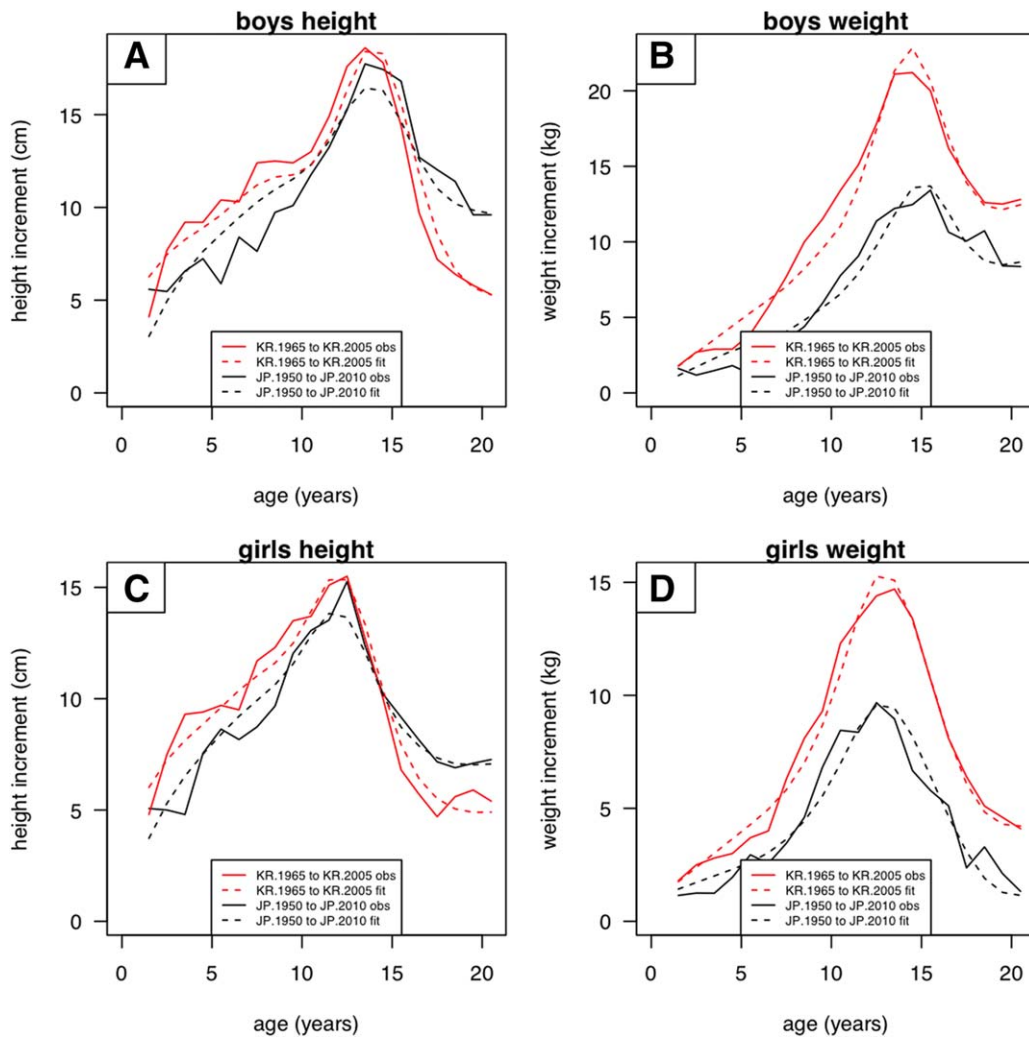 boys height
A
height increment (cm)
15
10
5
0
KR.1965 to KR.2005 obs
KR.1965 to KR.2005 fit
JP.1950 to JP.2010 obs
JP.1950 to JP.2010 fit
0 5 10 15 20
age (years)
boys weight
B
weight increment (kg)
20
15
10
5
0
KR.1965 to KR.2005 obs
KR.1965 to KR.2005 fit
JP.1950 to JP.2010 obs
JP.1950 to JP.2010 fit
0 5 10 15 20
age (years)
girls height
C
height increment (cm)
15
10
5
0
KR.1965 to KR.2005 obs
KR.1965 to KR.2005 fit
JP.1950 to JP.2010 obs
JP.1950 to JP.2010 fit
0 5 10 15 20
age (years)
girls weight
D
weight increment (kg)
15
10
5
0
KR.1965 to KR.2005 obs
KR.1965 to KR.2005 fit
JP.1950 to JP.2010 obs
JP.1950 to JP.2010 fit
0 5 10 15 20
age (years)